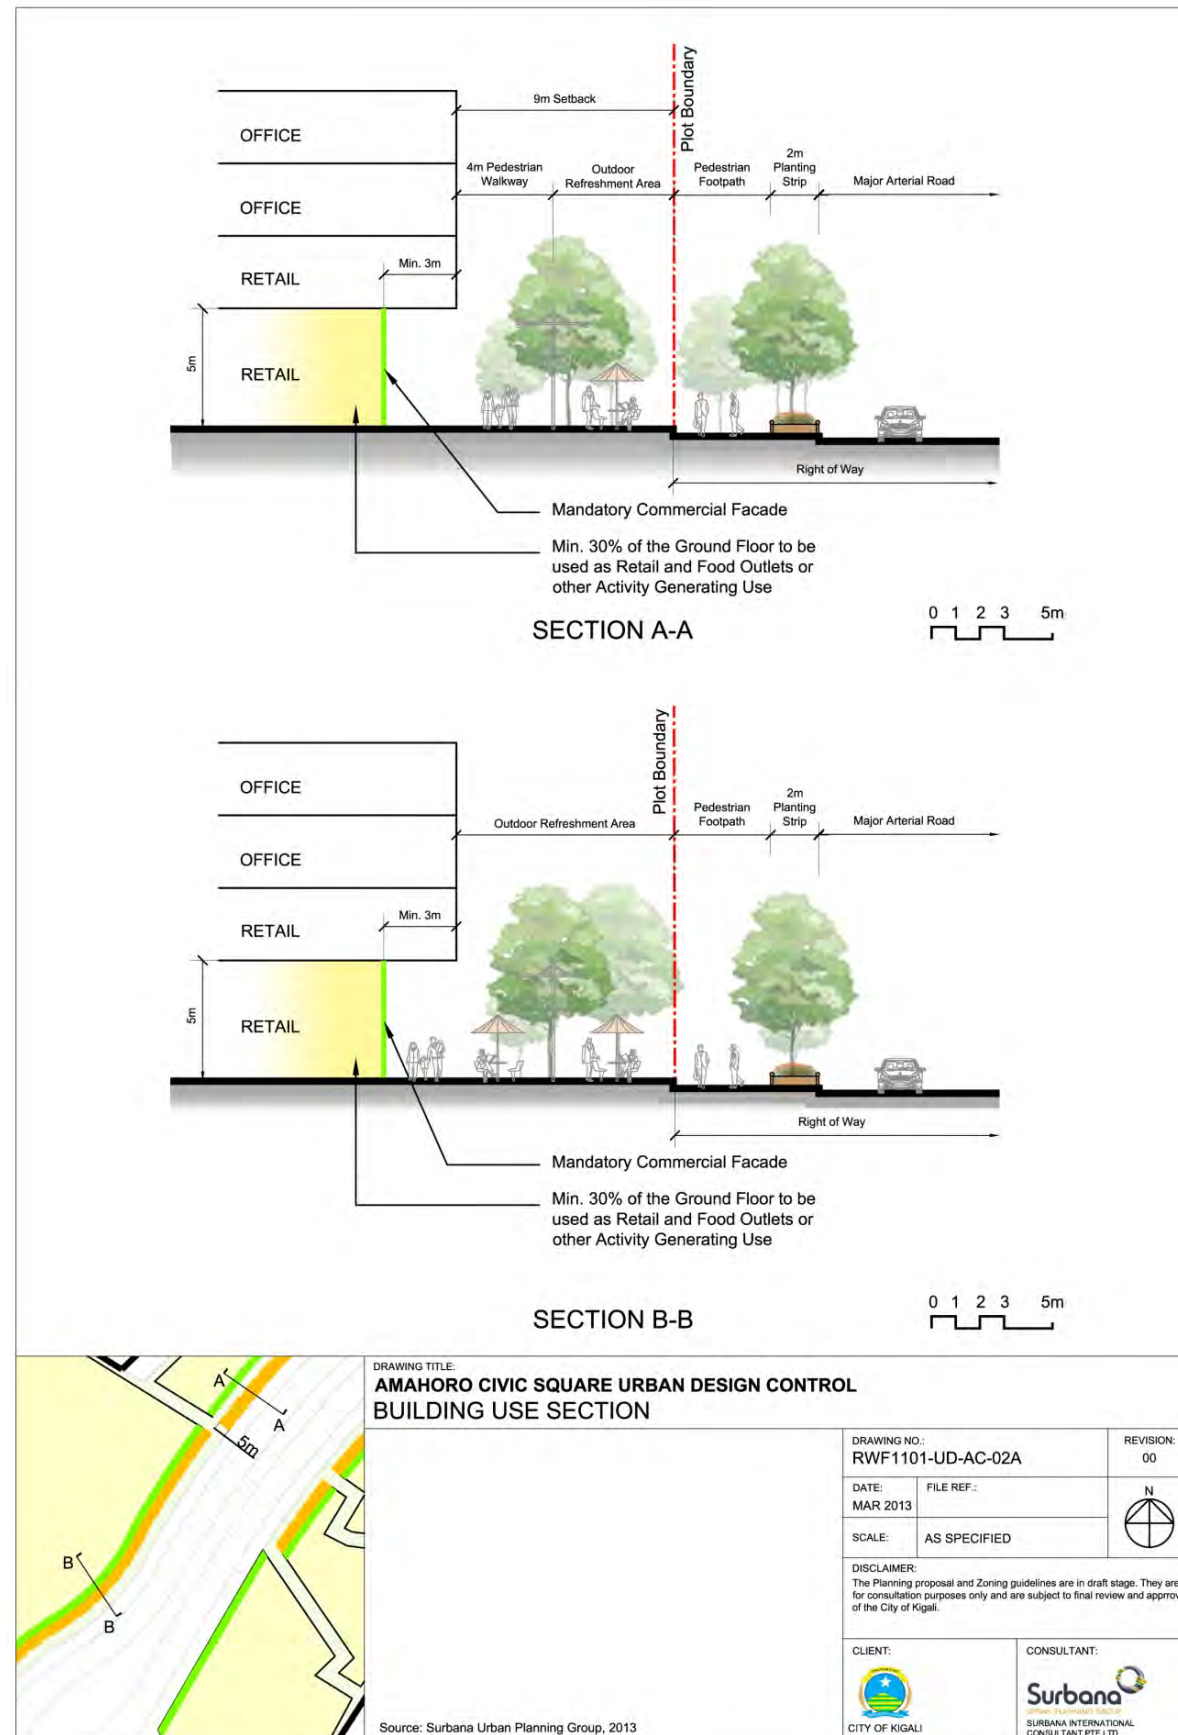 Plot Boundary
9m Setback
OFFICE
4m Pedestrian
Walkway
Outdoor
Refreshment Area
Pedestrian
Footpath
2m
Planting
Strip
Major Arterial Road
OFFICE
Min. 3m
RETAIL
5m
RETAIL
Right of Way
Mandatory Commercial Facade
Min. 30% of the Ground Floor to be
used as Retail and Food Outlets or
other Activity Generating Use
SECTION A-A
0 1 2 3 5m
Plot Boundary
OFFICE
Outdoor Refreshment Area
Pedestrian
Footpath
2m
Planting
Strip
Major Arterial Road
OFFICE
Min. 3m
RETAIL
5m
RETAIL
Right of Way
Mandatory Commercial Facade
Min. 30% of the Ground Floor to be
used as Retail and Food Outlets or
other Activity Generating Use
SECTION B-B
0 1 2 3 5m
A
A
5m
B
B
DRAWING TITLE:
AMAHORO CIVIC SQUARE URBAN DESIGN CONTROL
BUILDING USE SECTION
DRAWING NO.:
RWF1101-UD-AC-02A
REVISION:
00
DATE:
MAR 2013
FILE REF.:
N
SCALE:
AS SPECIFIED
DISCLAIMER:
The Planning proposal and Zoning guidelines are in draft stage. They are
for consultation purposes only and are subject to final review and approv
of the City of Kigali.
CLIENT:
CITY OF KIGALI
CONSULTANT:
Surbana
URBAN PLANNING GROUP
SURBANA INTERNATIONAL
CONSULTANT PTE LTD
Source: Surbana Urban Planning Group, 2013